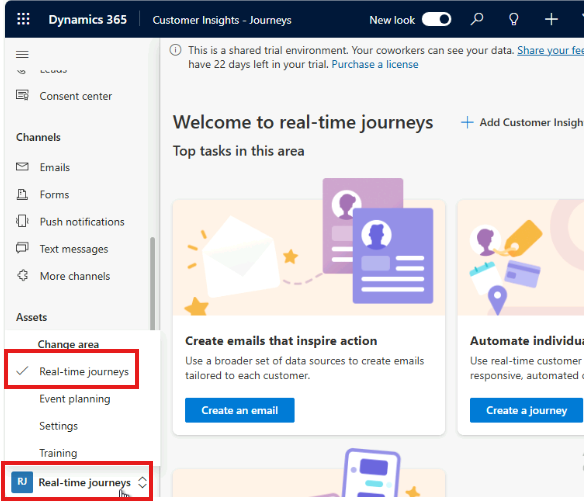 Dynamics 365
Customer Insights - Journeys
New look
This is a shared trial environment. Your coworkers can see your data. Share your fee
have 22 days left in your trial. Purchase a license
Leads
Consent center
Channels
Emails
Forms
Push notifications
Text messages
More channels
Assets
Change area
Real-time journeys
Event planning
Settings
Training
RJ
Real-time journeys
Welcome to real-time journeys
Add Customer Insigh
Top tasks in this area
Create emails that inspire action
Use a broader set of data sources to create emails
tailored to each customer.
Create an email
Automate individua
Use real-time customer
responsive, automated c
Create a journey